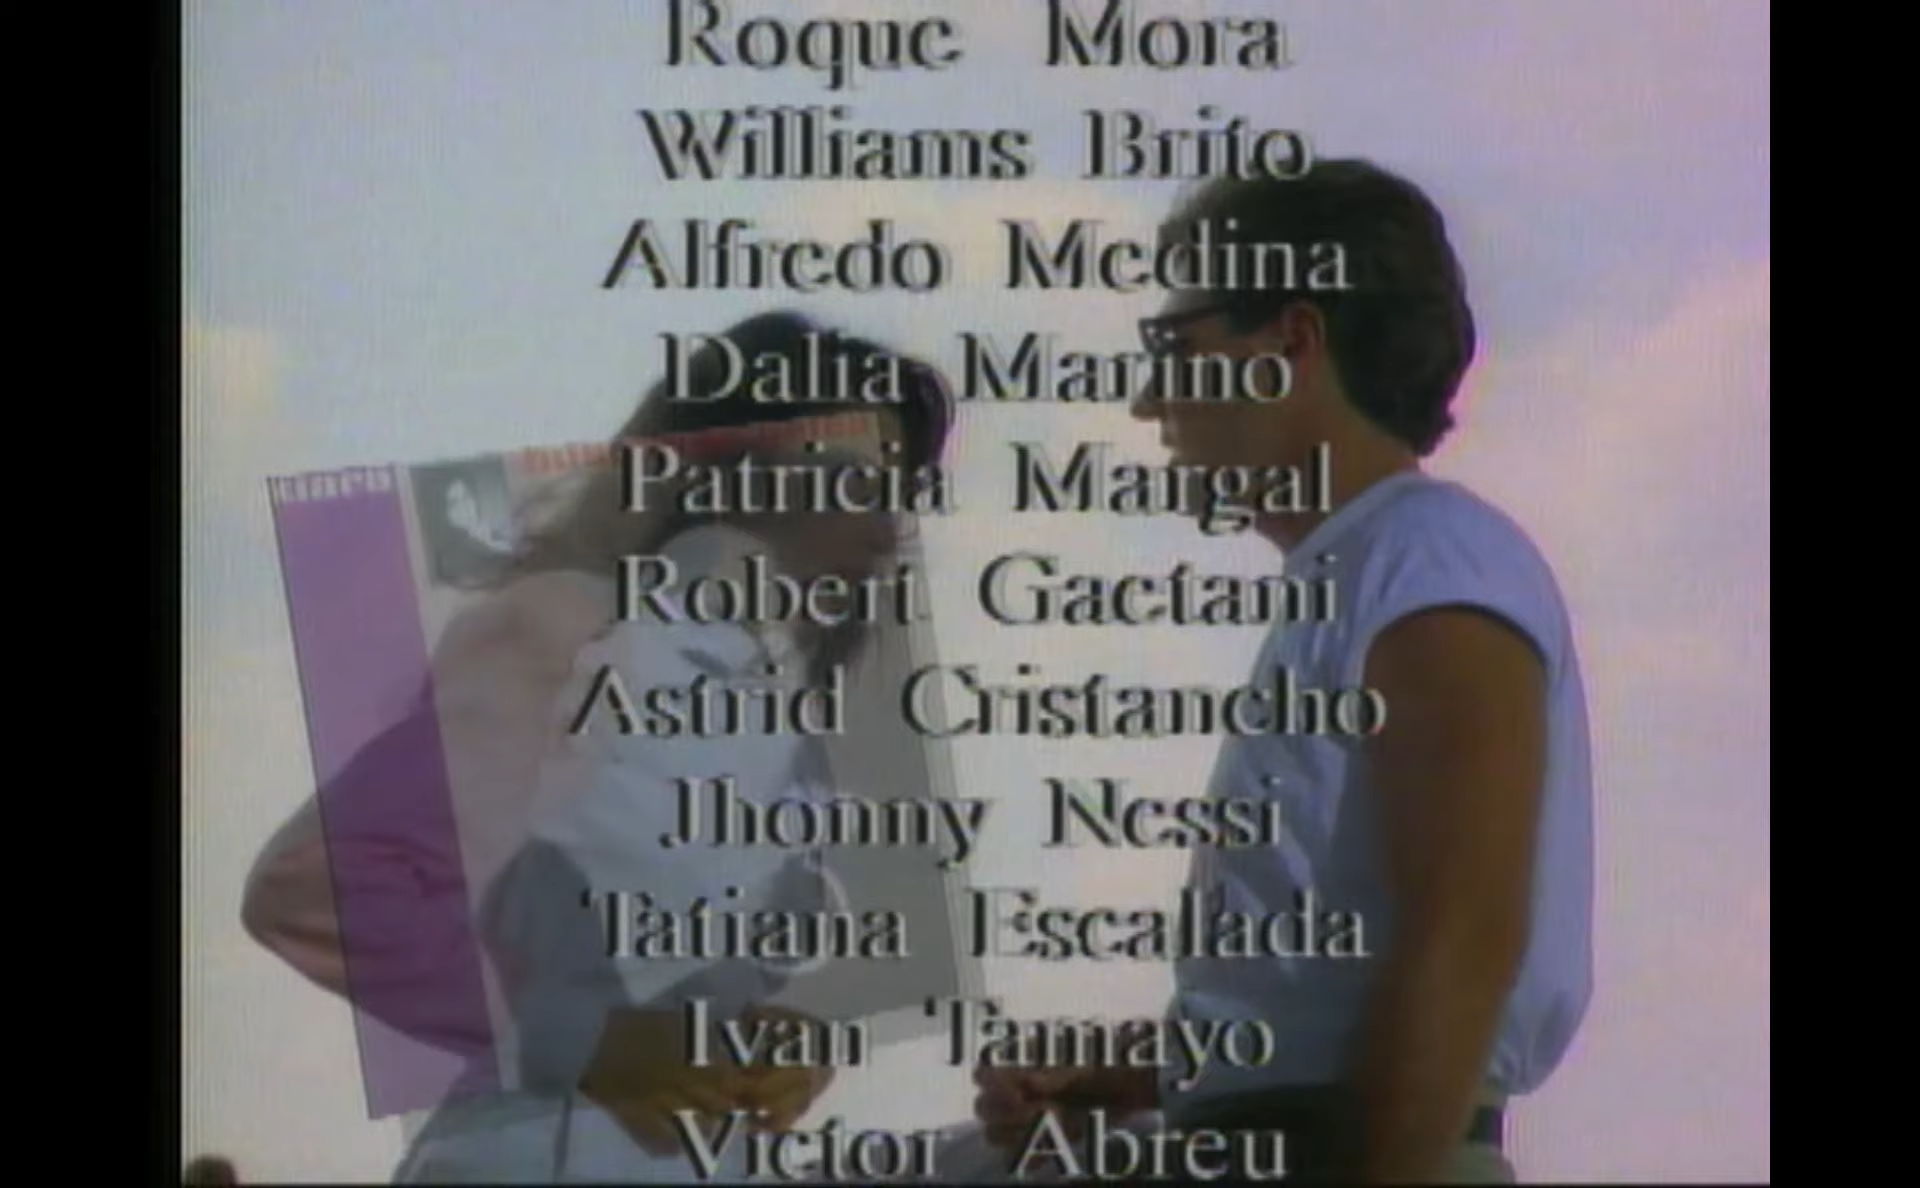 Roque Mora
Williams Brito
Alfredo Medina
Dalia Marino
Patricia Margal
Robert Gaetani
Astrid Cristancho
Jhonny Nessi
Tatiana Escalada
Ivan Tamayo
Victor Abreu